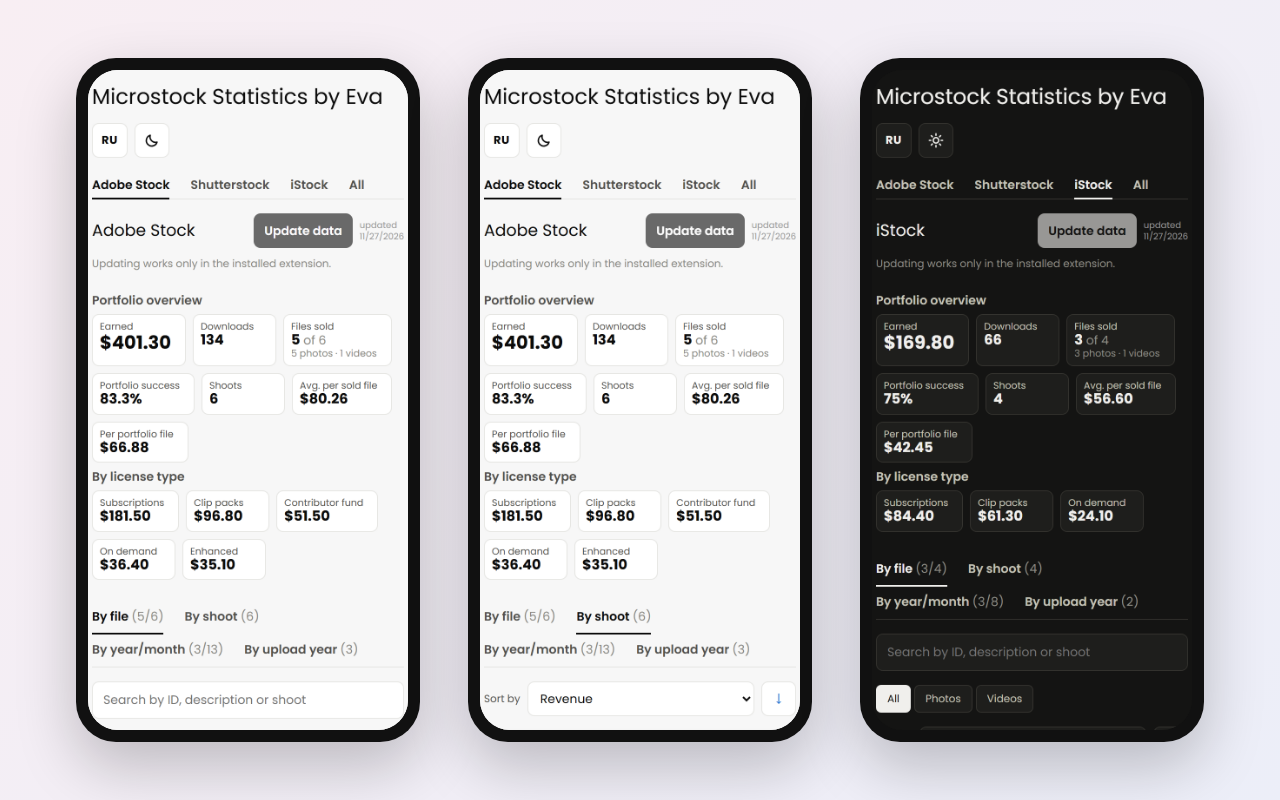 Microstock Statistics by Eva
RU
Adobe Stock Shutterstock iStock All
Adobe Stock Update data updated 11/27/2026
Updating works only in the installed extension.
Portfolio overview
Earned Downloads Files sold
$401.30 134 5 of 6
5 photos · 1 videos
Portfolio success Shoots Avg. per sold file
83.3% 6 $80.26
Per portfolio file
$66.88
By license type
Subscriptions Clip packs Contributor fund
$181.50 $96.80 $51.50
On demand Enhanced
$36.40 $35.10
By file (5/6) By shoot (6)
By year/month (3/13) By upload year (3)
Search by ID, description or shoot
Microstock Statistics by Eva
RU
Adobe Stock Shutterstock iStock All
Adobe Stock Update data updated 11/27/2026
Updating works only in the installed extension.
Portfolio overview
Earned Downloads Files sold
$401.30 134 5 of 6
5 photos · 1 videos
Portfolio success Shoots Avg. per sold file
83.3% 6 $80.26
Per portfolio file
$66.88
By license type
Subscriptions Clip packs Contributor fund
$181.50 $96.80 $51.50
On demand Enhanced
$36.40 $35.10
By file (5/6) By shoot (6)
By year/month (3/13) By upload year (3)
Sort by Revenue ↓
Microstock Statistics by Eva
RU
Adobe Stock Shutterstock iStock All
iStock Update data updated 11/27/2026
Updating works only in the installed extension.
Portfolio overview
Earned Downloads Files sold
$169.80 66 3 of 4
3 photos · 1 videos
Portfolio success Shoots Avg. per sold file
75% 4 $56.60
Per portfolio file
$42.45
By license type
Subscriptions Clip packs On demand
$84.40 $61.30 $24.10
By file (3/4) By shoot (4)
By year/month (3/8) By upload year (2)
Search by ID, description or shoot
All Photos Videos